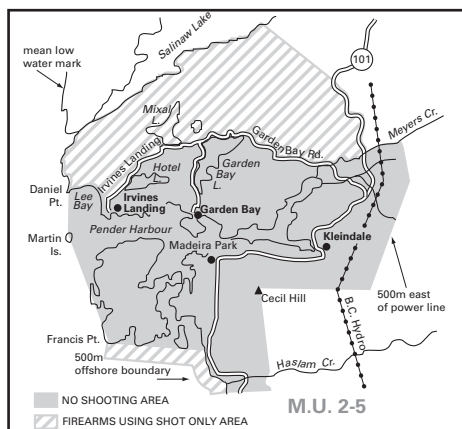 mean low
water mark
Salinaw Lake
101
Mixal
L.
Irvines Landing
Garden Bay Rd.
Meyers Cr.
Hotel
Garden
Bay
L.
Daniel
Pt.
Lee
Bay
Irvines
Landing
Garden Bay
Martin
Is.
Pender Harbour
Madeira Park
Kleindale
Cecil Hill
500m east
of power line
B.C. Hydro
Francis Pt.
500m
offshore boundary
Haslam Cr.
M.U. 2-5
NO SHOOTING AREA
FIREARMS USING SHOT ONLY AREA